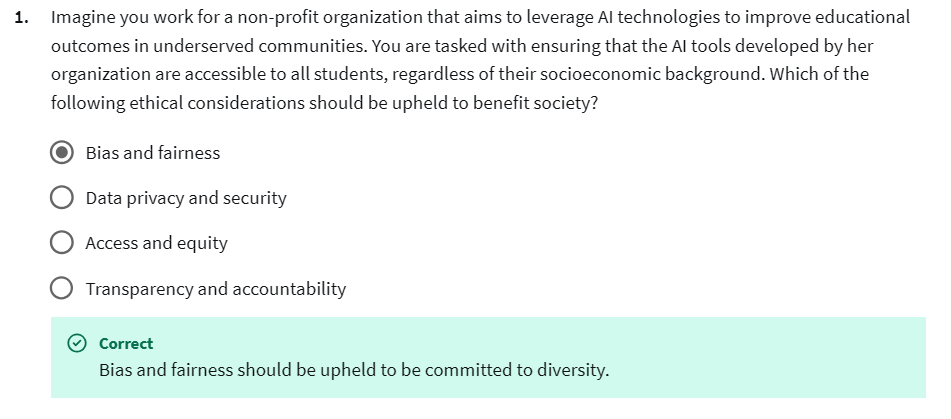 1. Imagine you work for a non-profit organization that aims to leverage AI technologies to improve educational
outcomes in underserved communities. You are tasked with ensuring that the AI tools developed by her
organization are accessible to all students, regardless of their socioeconomic background. Which of the
following ethical considerations should be upheld to benefit society?
Bias and fairness
Data privacy and security
Access and equity
Transparency and accountability
Correct
Bias and fairness should be upheld to be committed to diversity.